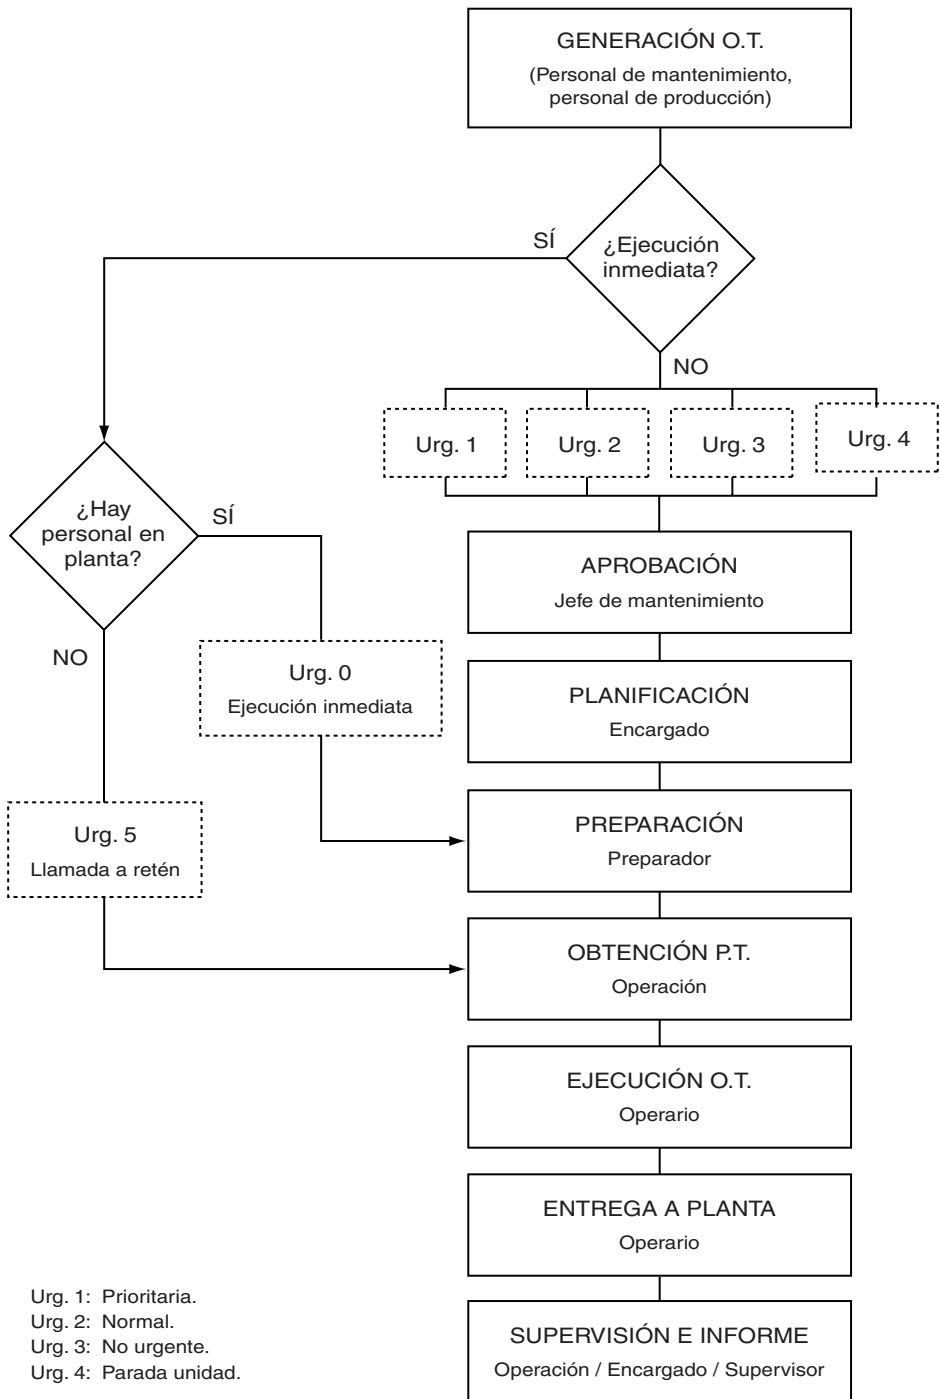 GENERACIÓN O.T.
(Personal de mantenimiento,
personal de producción)
¿Ejecución
inmediata?
SÍ
NO
Urg. 1
Urg. 2
Urg. 3
Urg. 4
¿Hay
personal en
planta?
SÍ
NO
Urg. 0
Ejecución inmediata
Urg. 5
Llamada a retén
APROBACIÓN
Jefe de mantenimiento
PLANIFICACIÓN
Encargado
PREPARACIÓN
Preparador
OBTENCIÓN P.T.
Operación
EJECUCIÓN O.T.
Operario
ENTREGA A PLANTA
Operario
SUPERVISIÓN E INFORME
Operación / Encargado / Supervisor
Urg. 1: Prioritaria.
Urg. 2: Normal.
Urg. 3: No urgente.
Urg. 4: Parada unidad.